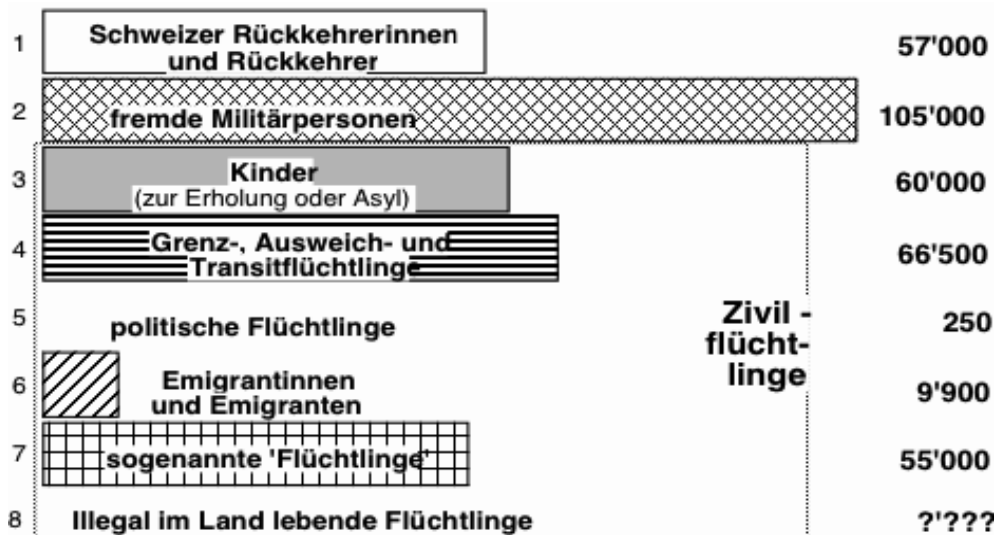 1 Schweizer Rückkehrerinnen
und Rückkehrer 57'000
2 fremde Militärpersonen 105'000
3 Kinder
(zur Erholung oder Asyl) 60'000
4 Grenz-, Ausweich- und
Transitflüchtlinge 66'500
5 politische Flüchtlinge 250
Zivil -
flücht-
linge
6 Emigrantinnen
und Emigranten 9'900
7 sogenannte 'Flüchtlinge' 55'000
8 Illegal im Land lebende Flüchtlinge ?'???